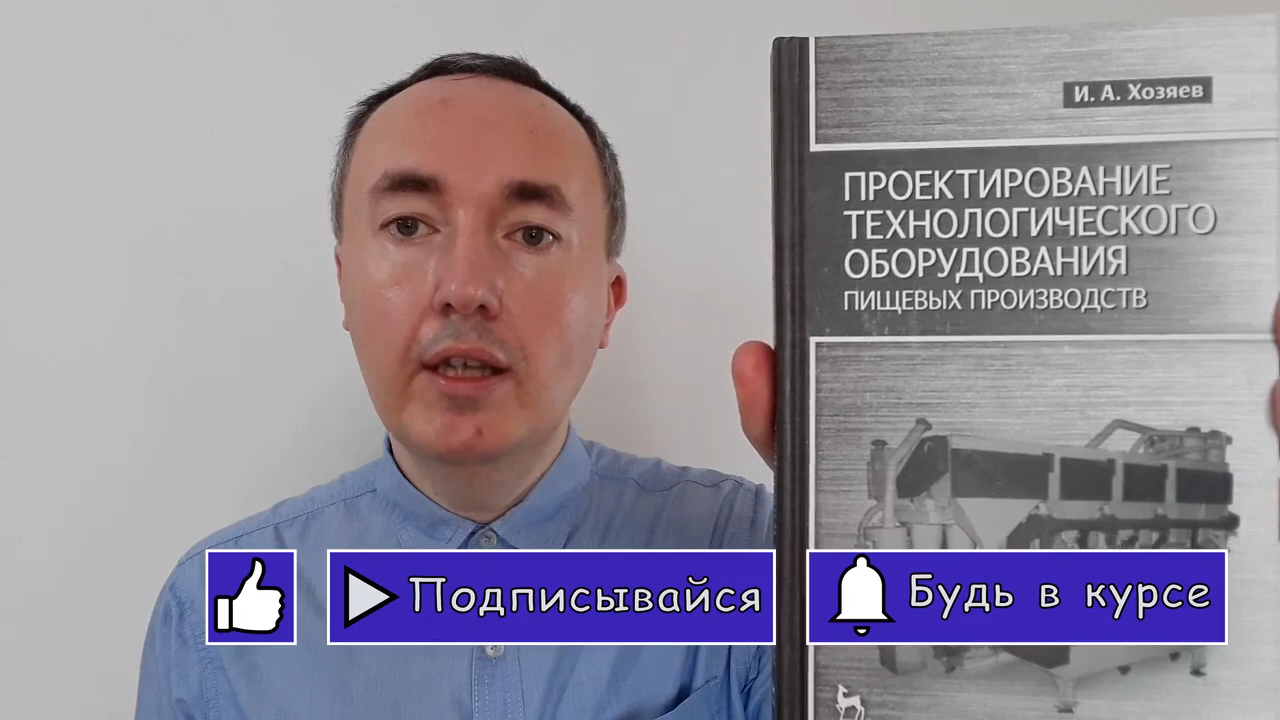 И. А. Хозяев
ПРОЕКТИРОВАНИЕ
ТЕХНОЛОГИЧЕСКОГО
ОБОРУДОВАНИЯ
ПИЩЕВЫХ ПРОИЗВОДСТВ
Подписывайся
Будь в курсе